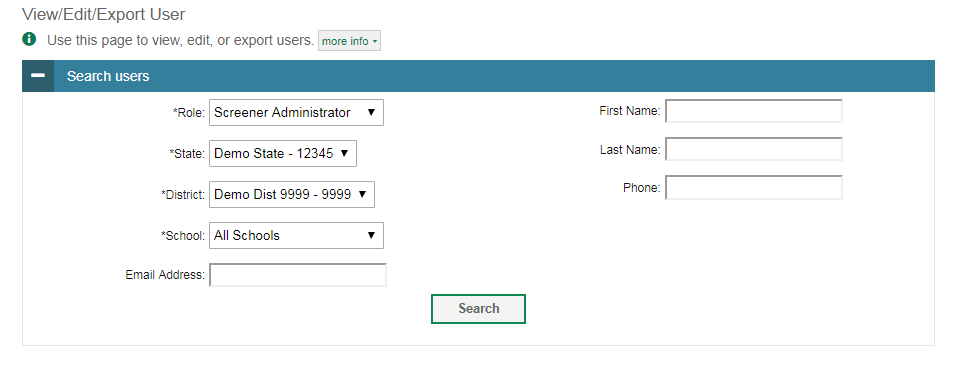 View/Edit/Export User
Use this page to view, edit, or export users. more info
Search users
*Role: Screener Administrator
*State: Demo State - 12345
*District: Demo Dist 9999 - 9999
*School: All Schools
Email Address:
First Name:
Last Name:
Phone:
Search